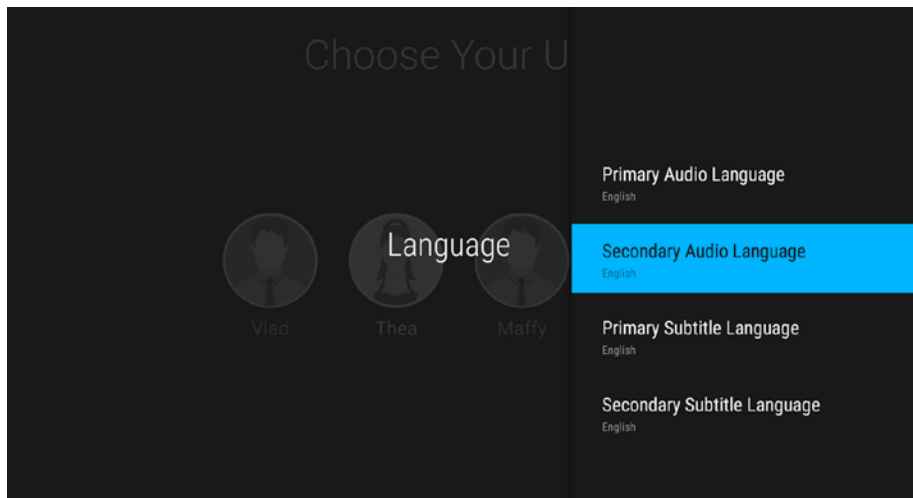 Choose Your U
Language
Vlad
Thea
Maffy
Primary Audio Language
English
Secondary Audio Language
English
Primary Subtitle Language
English
Secondary Subtitle Language
English